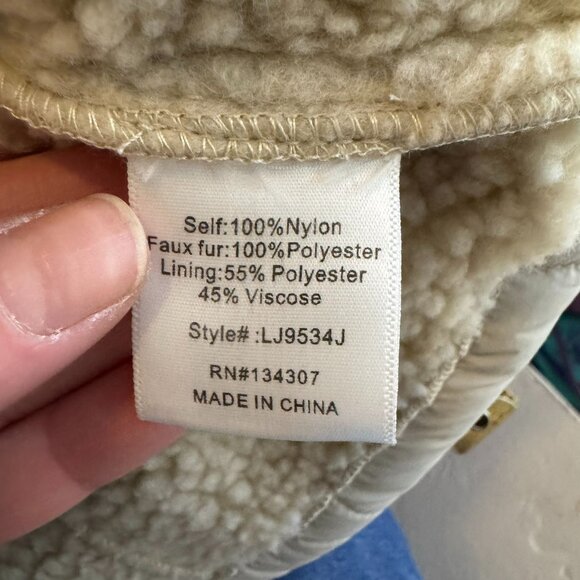 Self:100%Nylon
Faux fur:100%Polyester
Lining:55% Polyester
45% Viscose
Style# :LJ9534J
RN#134307
MADE IN CHINA